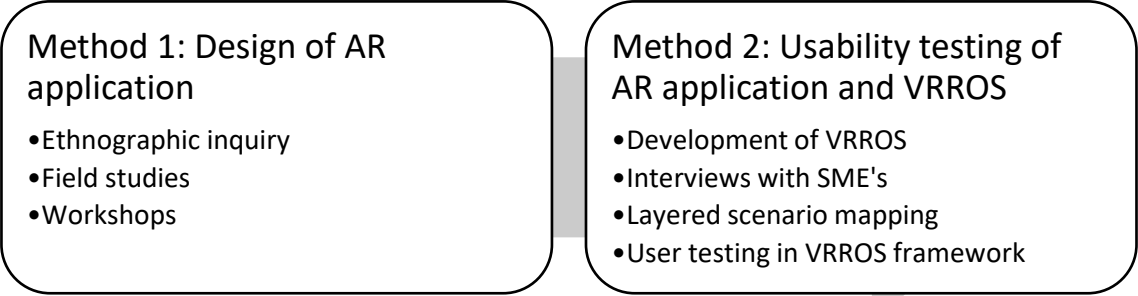 Method 1: Design of AR
application
•Ethnographic inquiry
•Field studies
•Workshops
Method 2: Usability testing of
AR application and VRROS
•Development of VRROS
•Interviews with SME's
•Layered scenario mapping
•User testing in VRROS framework